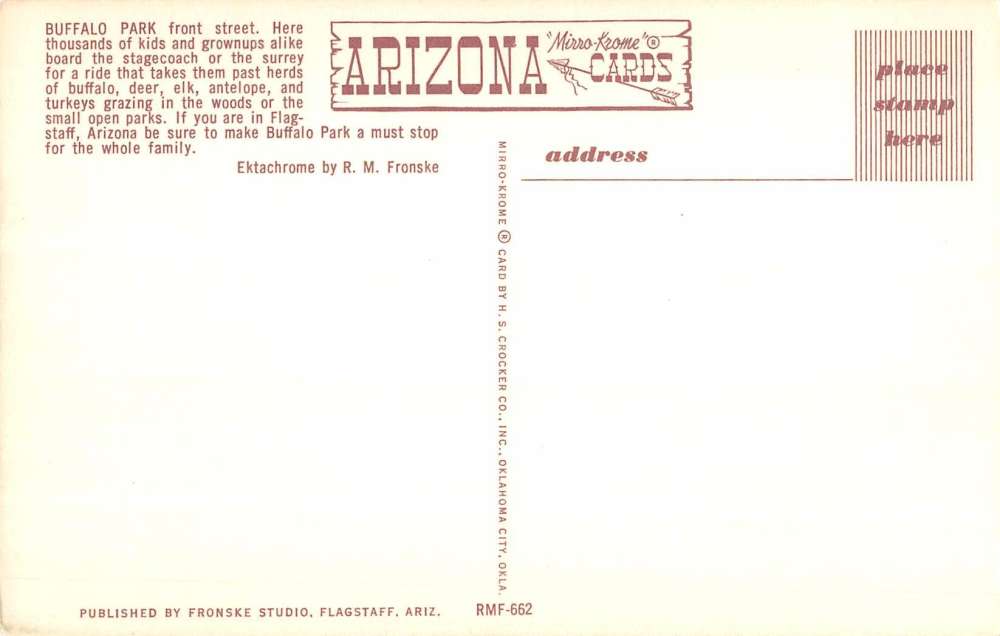 BUFFALO PARK front street. Here
thousands of kids and grownups alike
board the stagecoach or the surrey
for a ride that takes them past herds
of buffalo, deer, elk, antelope, and
turkeys grazing in the woods or the
small open parks. If you are in Flag-
staff, Arizona be sure to make Buffalo Park a must stop
for the whole family.
Ektachrome by R. M. Fronske
ARIZONA
"Mirro-Krome"®
CARDS
place
stamp
here
address
MIRRO-KROME ® CARD BY H. S. CROCKER CO., INC., OKLAHOMA CITY, OKLA.
PUBLISHED BY FRONSKE STUDIO, FLAGSTAFF, ARIZ.
RMF-662